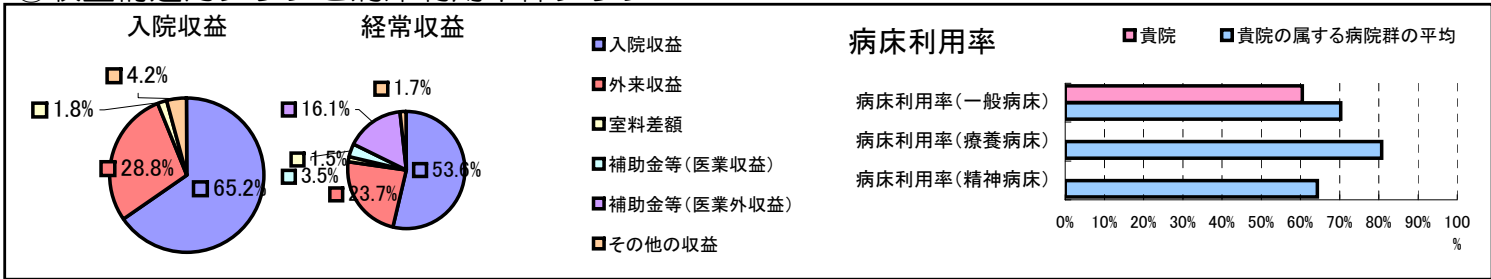 入院収益
4.2%
1.8%
28.8%
65.2%
経常収益
1.7%
16.1%
1.5%
3.5%
23.7%
53.6%
入院収益
外来収益
室料差額
補助金等(医業収益)
補助金等(医業外収益)
その他の収益
病床利用率
貴院
貴院の属する病院群の平均
病床利用率(一般病床)
病床利用率(療養病床)
病床利用率(精神病床)
0% 10% 20% 30% 40% 50% 60% 70% 80% 90% 100
%